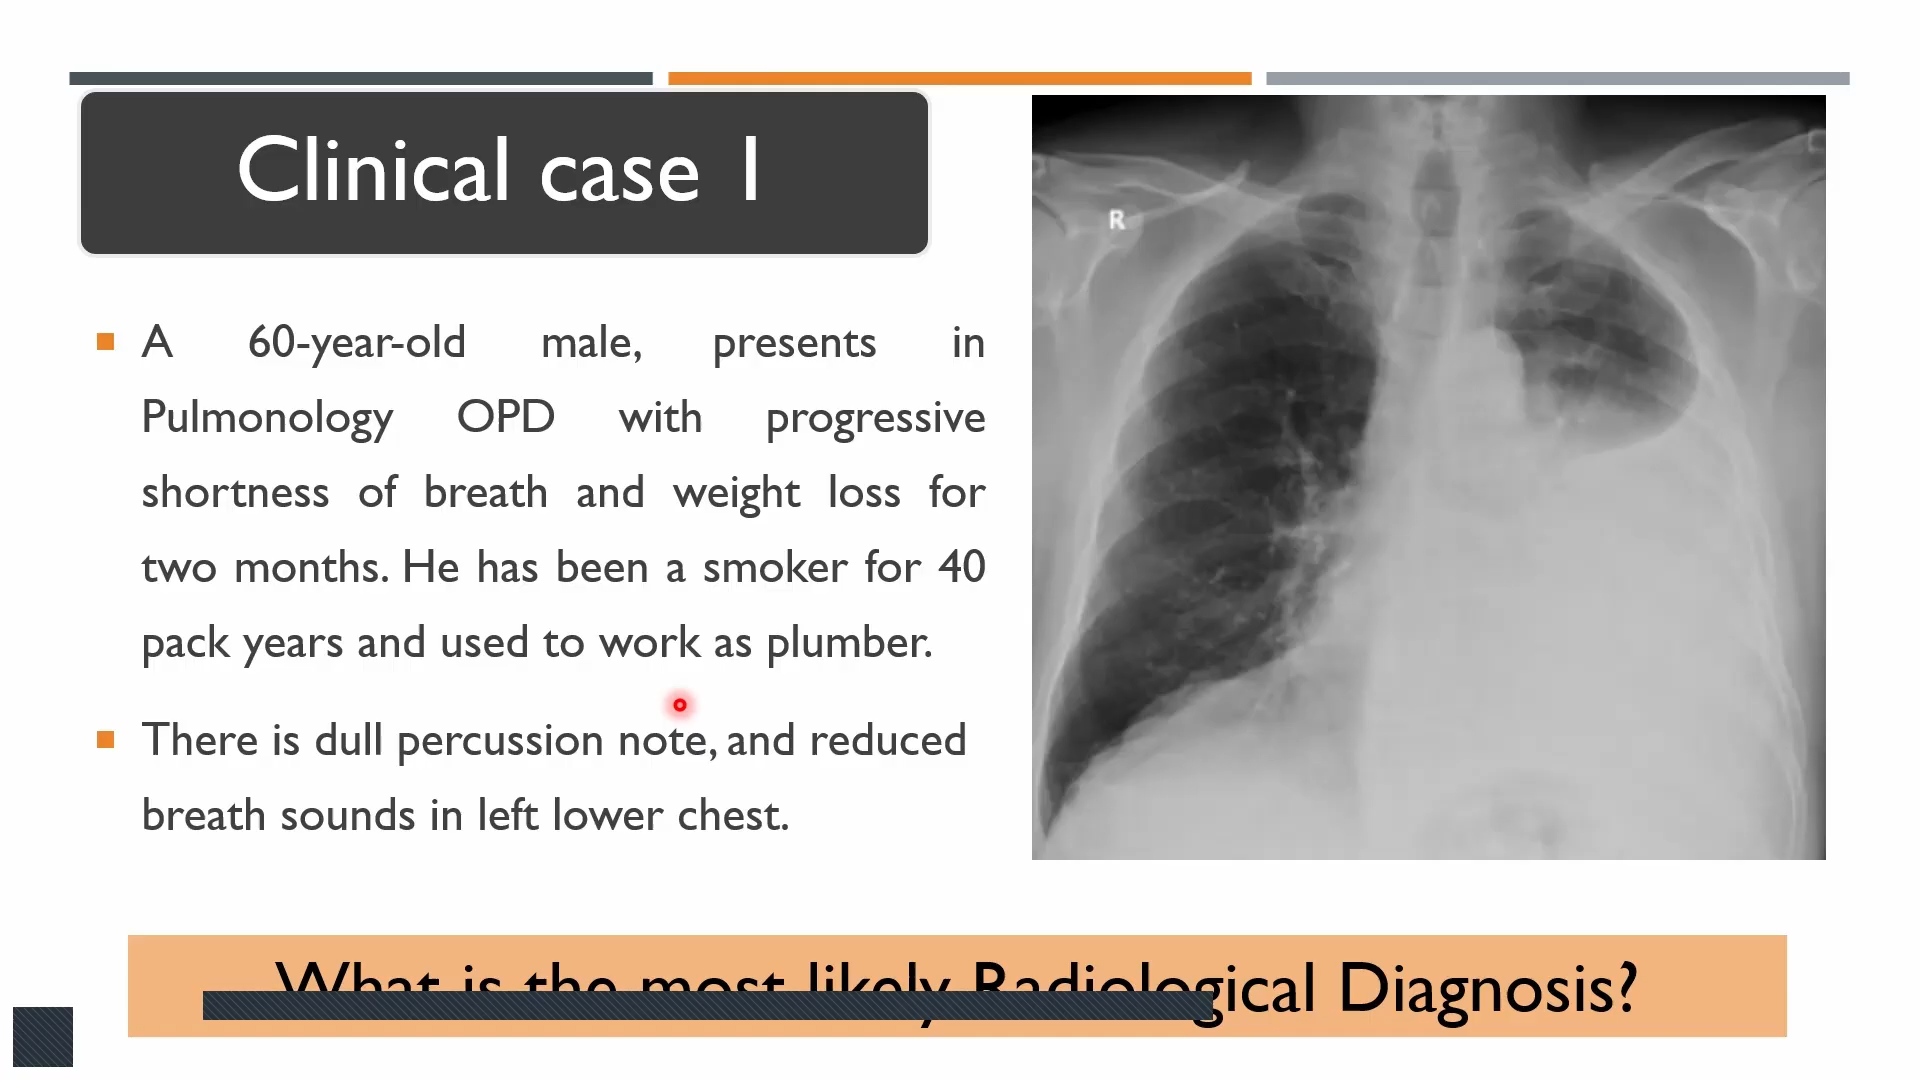 Clinical case 1
A 60-year-old male, presents in
Pulmonology OPD with progressive
shortness of breath and weight loss for
two months. He has been a smoker for 40
pack years and used to work as plumber.
There is dull percussion note, and reduced
breath sounds in left lower chest.
R
What is the most likely Radiological Diagnosis?